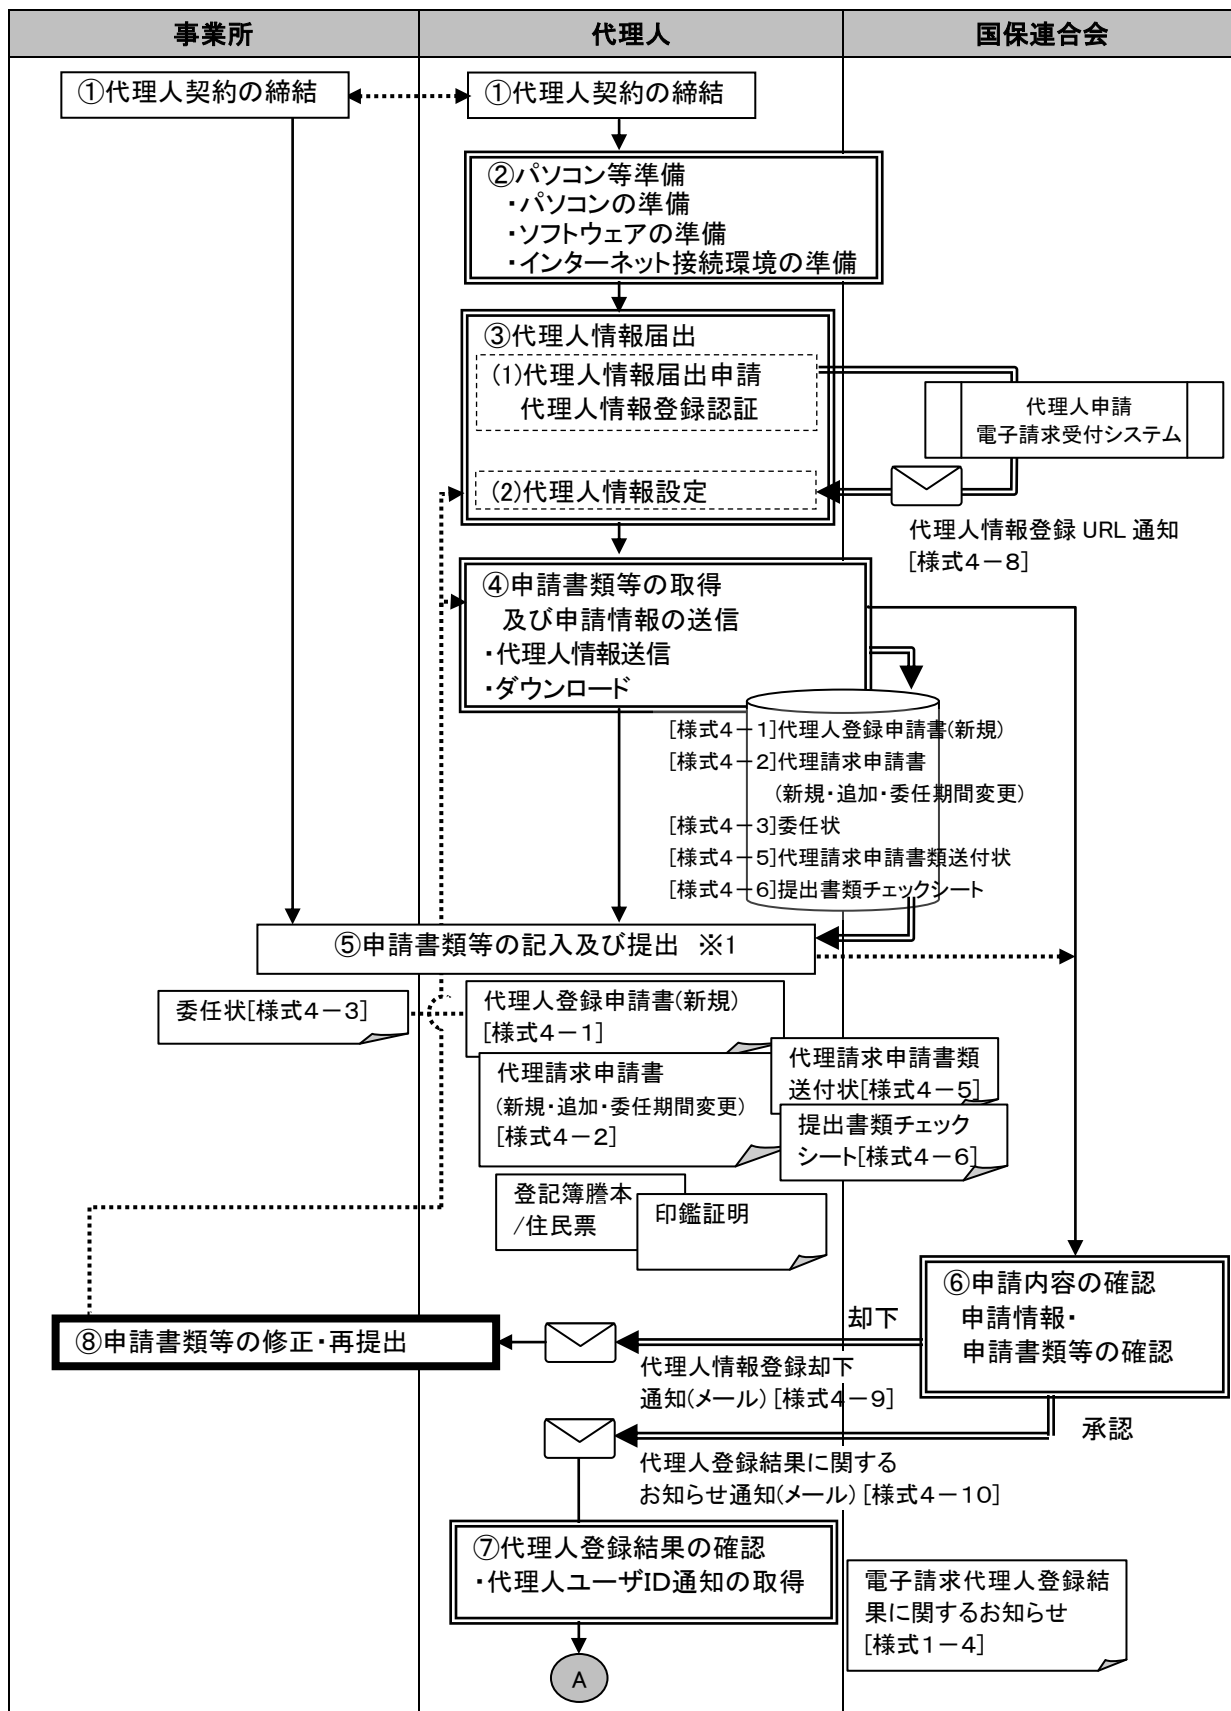 事業所
代理人
国保連合会
①代理人契約の締結
①代理人契約の締結
②パソコン等準備
・パソコンの準備
・ソフトウェアの準備
・インターネット接続環境の準備
③代理人情報届出
(1)代理人情報届出申請
代理人情報登録認証
代理人申請
電子請求受付システム
(2)代理人情報設定
代理人情報登録 URL 通知
[様式4-8]
④申請書類等の取得
及び申請情報の送信
・代理人情報送信
・ダウンロード
[様式4-1]代理人登録申請書(新規)
[様式4-2]代理請求申請書
(新規・追加・委任期間変更)
[様式4-3]委任状
[様式4-5]代理請求申請書類送付状
[様式4-6]提出書類チェックシート
⑤申請書類等の記入及び提出 ※1
委任状[様式4-3]
代理人登録申請書(新規)
[様式4-1]
代理請求申請書
(新規・追加・委任期間変更)
[様式4-2]
代理請求申請書類
送付状[様式4-5]
提出書類チェック
シート[様式4-6]
登記簿謄本
/住民票
印鑑証明
⑥申請内容の確認
申請情報・
申請書類等の確認
却下
⑧申請書類等の修正・再提出
代理人情報登録却下
通知(メール) [様式4-9]
承認
代理人登録結果に関する
お知らせ通知(メール) [様式4-10]
⑦代理人登録結果の確認
・代理人ユーザID通知の取得
電子請求代理人登録結
果に関するお知らせ
[様式1-4]
A